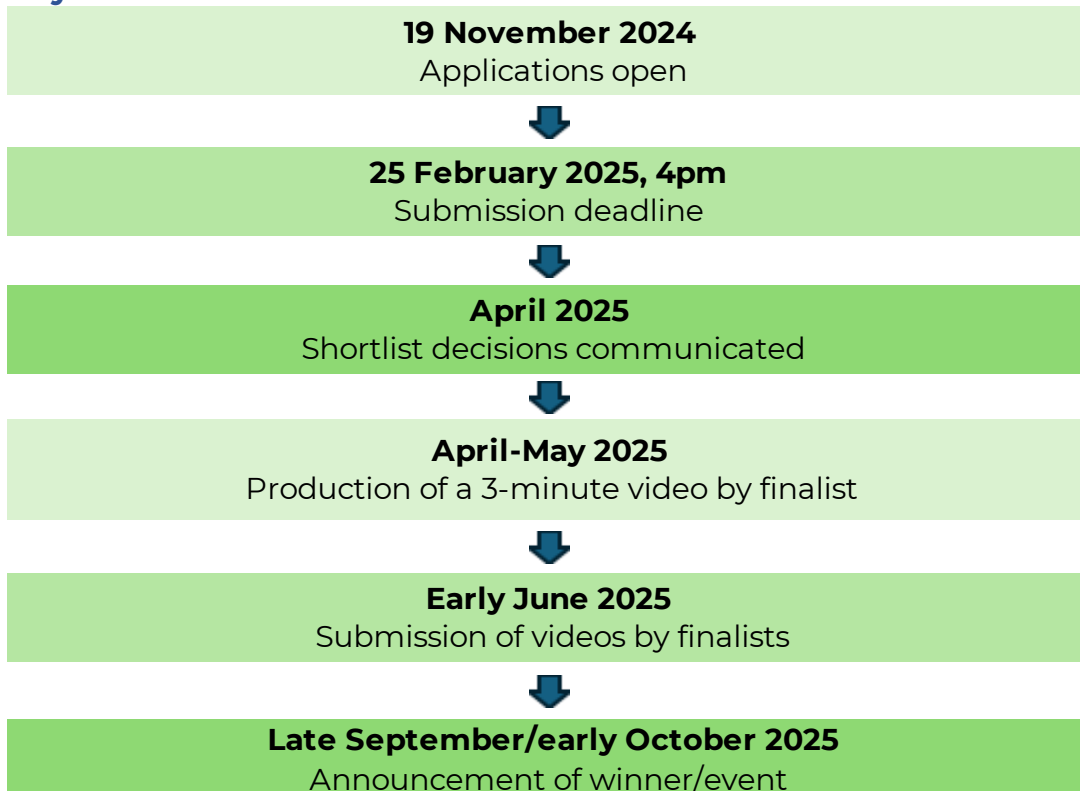 19 November 2024
Applications open
25 February 2025, 4pm
Submission deadline
April 2025
Shortlist decisions communicated
April-May 2025
Production of a 3-minute video by finalist
Early June 2025
Submission of videos by finalists
Late September/early October 2025
Announcement of winner/event